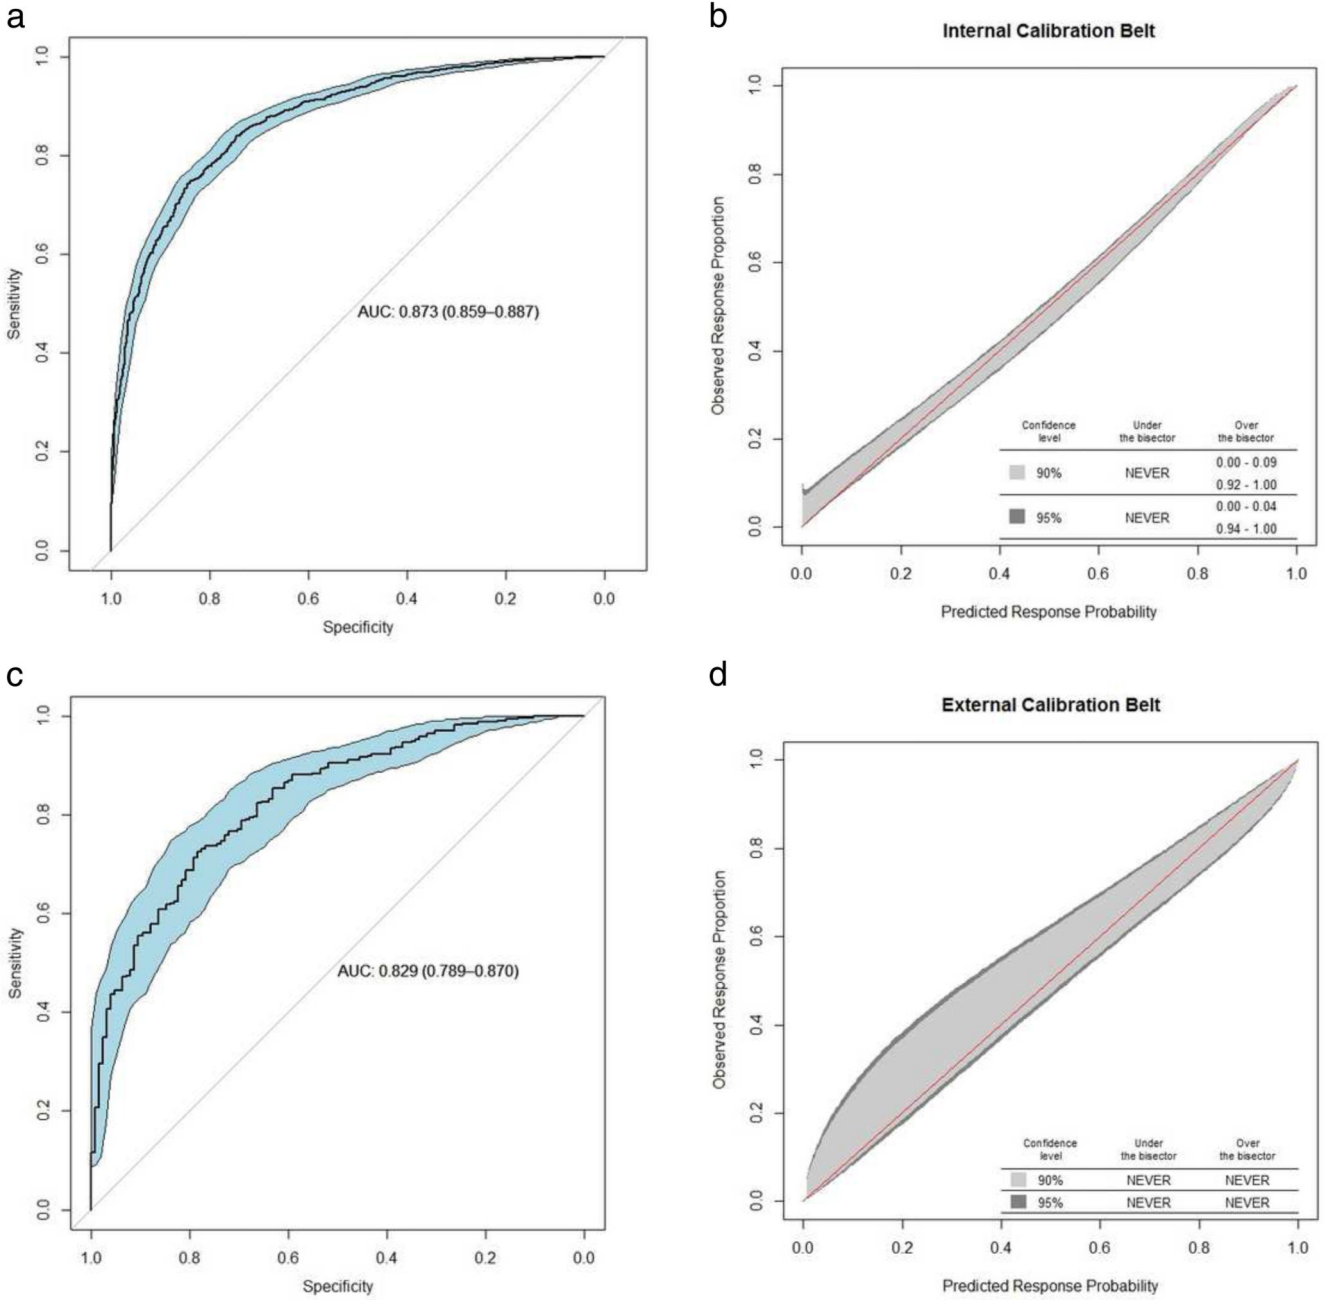 a
1.0
0.8
0.6
0.4
0.2
0.0
Sensitivity
AUC: 0.873 (0.859–0.887)
1.0 0.8 0.6 0.4 0.2 0.0
Specificity
b
Internal Calibration Belt
1.0
0.8
0.6
0.4
0.2
0.0
Observed Response Proportion
Confidence level Under the bisector Over the bisector
90% NEVER 0.00 - 0.09
0.92 - 1.00
95% NEVER 0.00 - 0.04
0.94 - 1.00
0.0 0.2 0.4 0.6 0.8 1.0
Predicted Response Probability
c
1.0
0.8
0.6
0.4
0.2
0.0
Sensitivity
AUC: 0.829 (0.789–0.870)
1.0 0.8 0.6 0.4 0.2 0.0
Specificity
d
External Calibration Belt
1.0
0.8
0.6
0.4
0.2
0.0
Observed Response Proportion
Confidence level Under the bisector Over the bisector
90% NEVER NEVER
95% NEVER NEVER
0.0 0.2 0.4 0.6 0.8 1.0
Predicted Response Probability